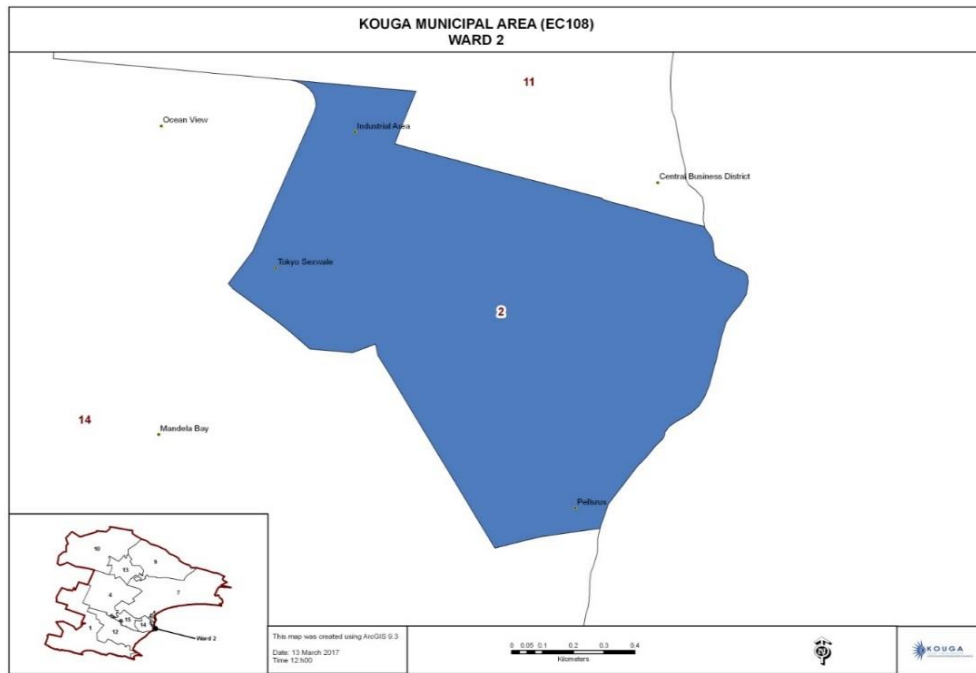 KOUGA MUNICIPAL AREA (EC108)
WARD 2
11
Ocean View
Industrial Area
Central Business District
Tokyo Sexwale
2
14
Mandela Bay
Pellsrus
10
9
13
4
7
15
14
1
12
Ward 2
This map was created using ArcGIS 9.3
Date: 13 March 2017
Time 12:h00
0 0.05 0.1 0.2 0.3 0.4
Kilometers
KOUGA